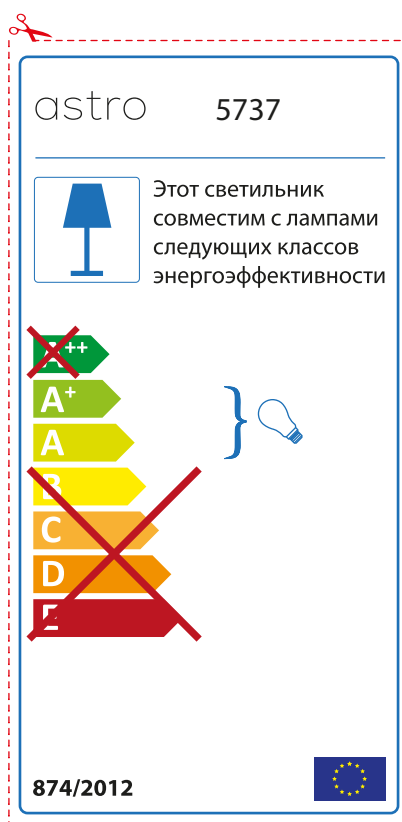 astro 5737
Этот светильник
совместим с лампами
следующих классов
энергоэффективности
A++
A+
A
B
C
D
E
874/2012